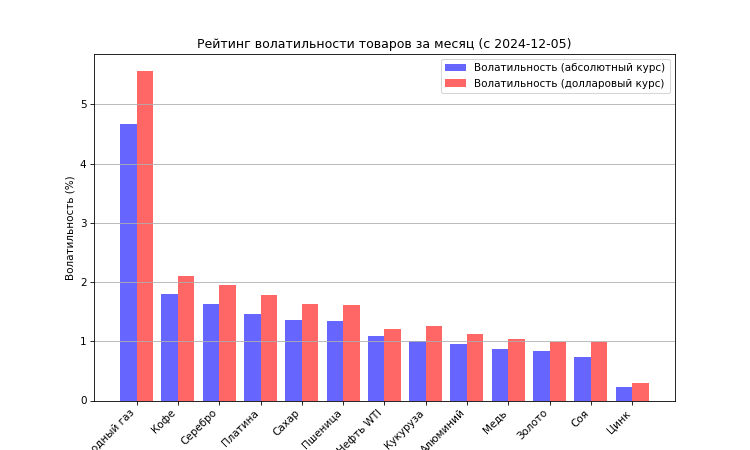 Рейтинг волатильности товаров за месяц (с 2024-12-05)
Волатильность (абсолютный курс)
Волатильность (долларовый курс)
Волатильность (%)
5
4
3
2
1
0
одный газ
Кофе
Серебро
Платина
Сахар
Пшеница
Нефть WTI
Кукуруза
Алюминий
Медь
Золото
Соя
Цинк